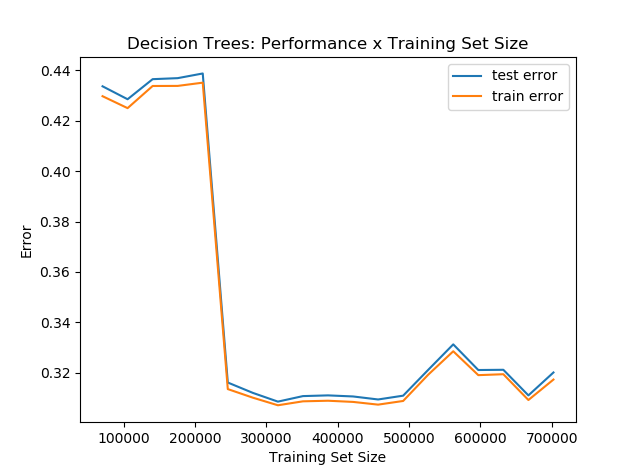 Decision Trees: Performance x Training Set Size
test error
train error
0.44
0.42
0.40
0.38
0.36
0.34
0.32
Error
100000 200000 300000 400000 500000 600000 700000
Training Set Size